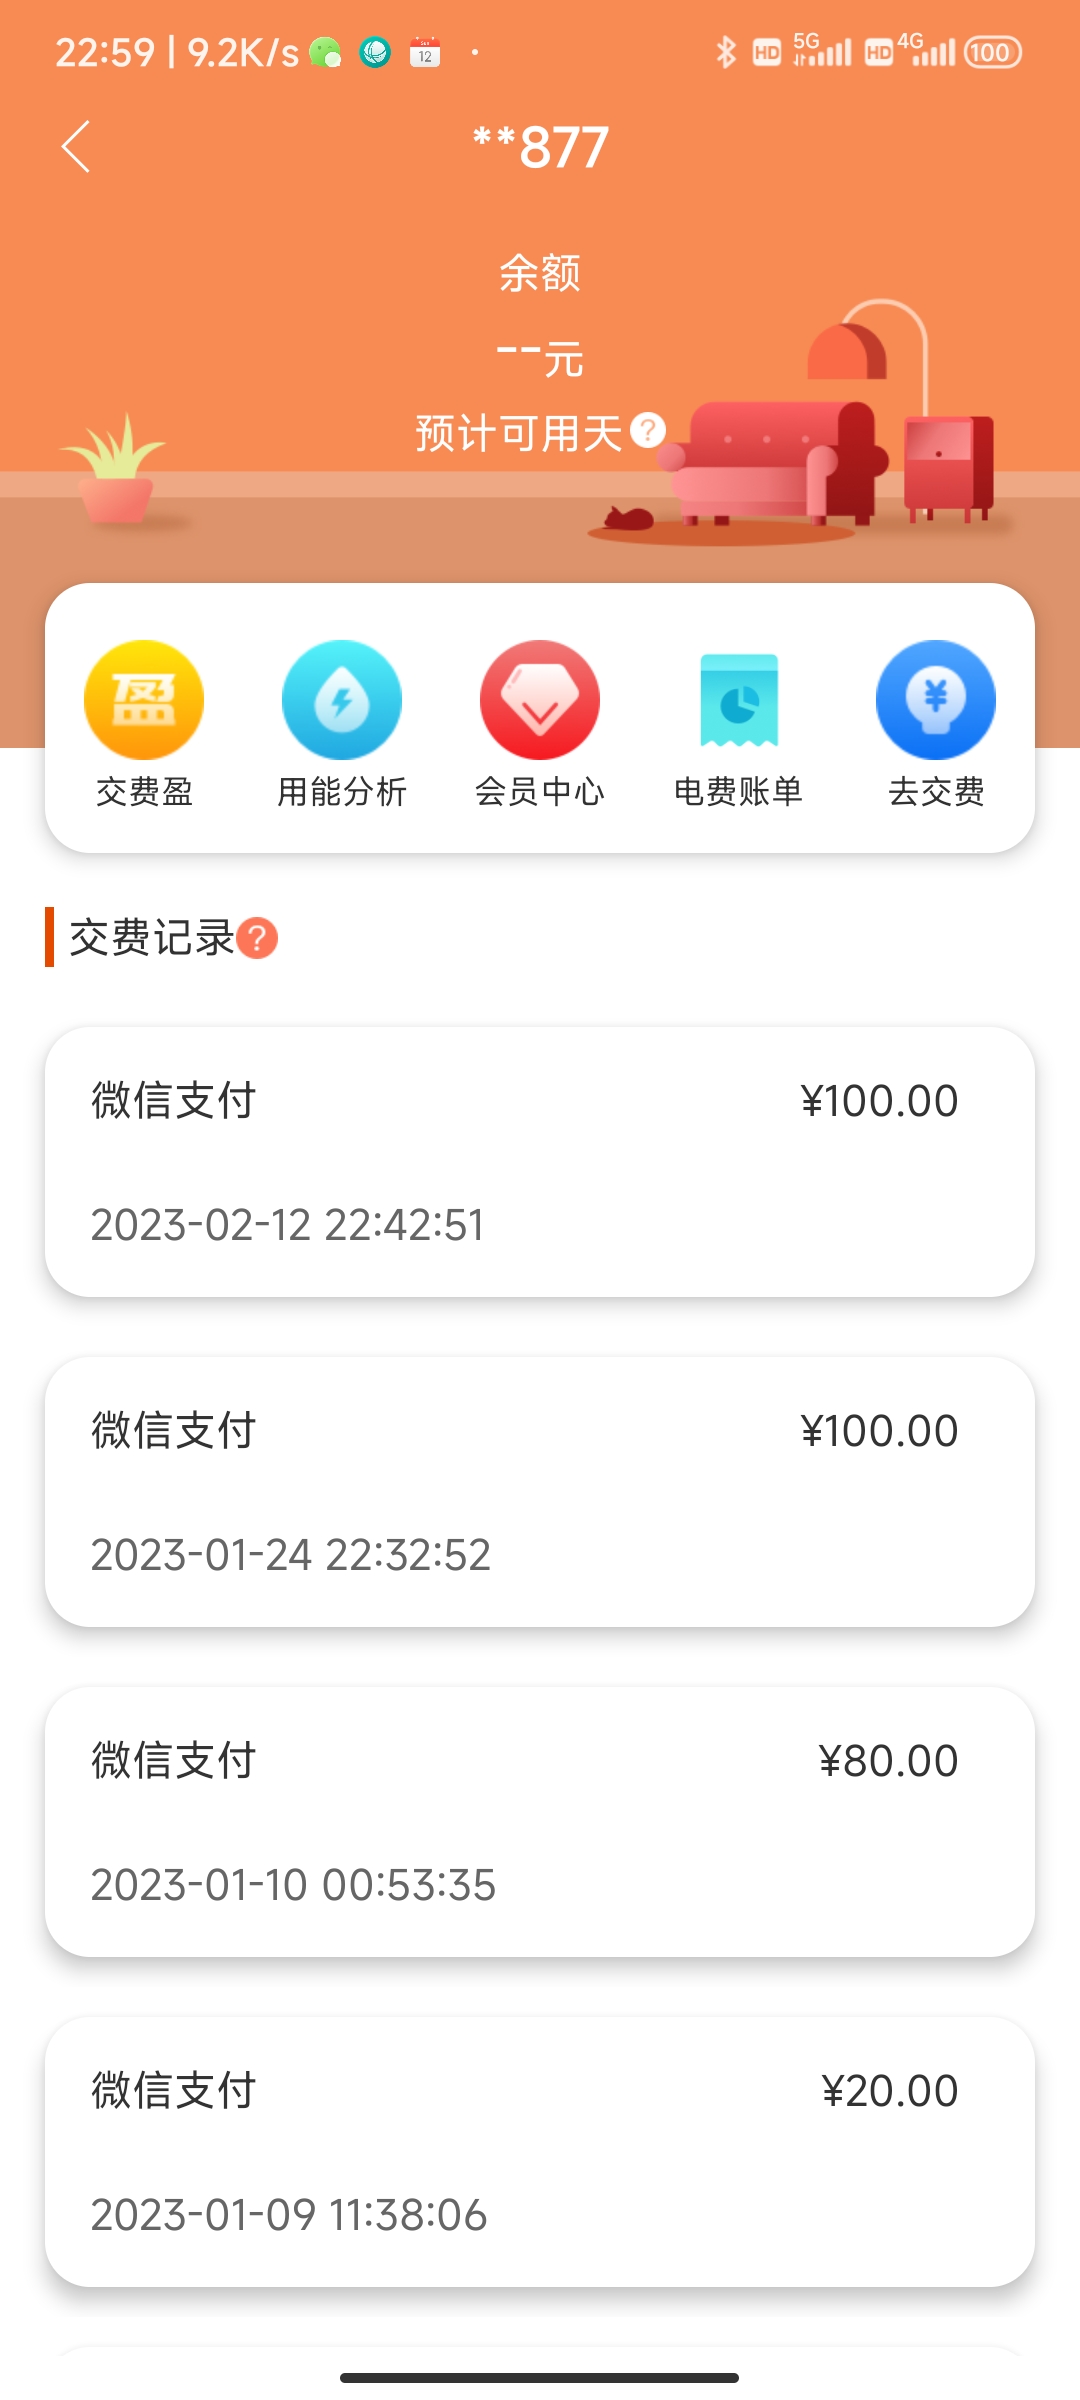 22:59 | 9.2K/s
12
HD 5G HD 4G 100
**877
余额
--元
预计可用天?
盈
¥
交费盈 用能分析 会员中心 电费账单 去交费
交费记录?
微信支付 ¥100.00
2023-02-12 22:42:51
微信支付 ¥100.00
2023-01-24 22:32:52
微信支付 ¥80.00
2023-01-10 00:53:35
微信支付 ¥20.00
2023-01-09 11:38:06